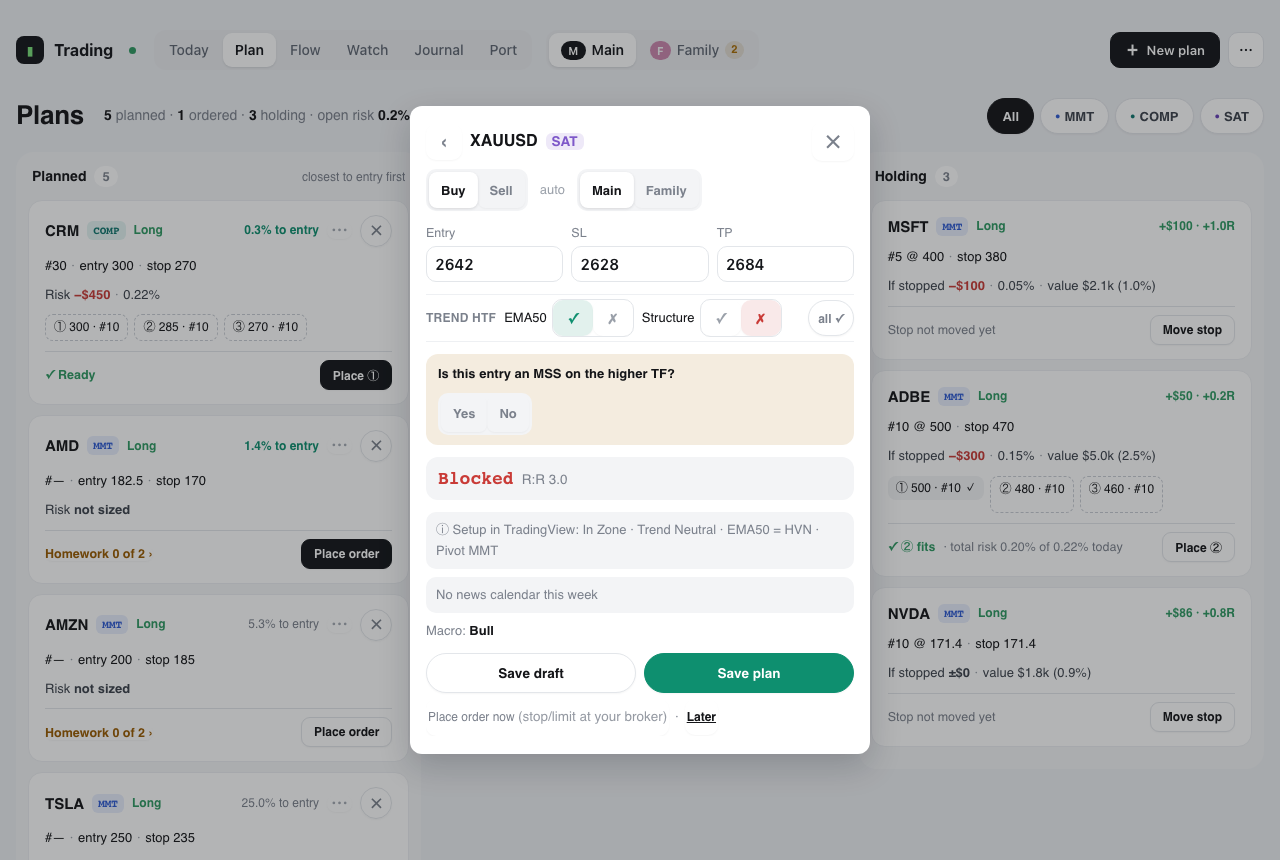 Trading
Today Plan Flow Watch Journal Port
M Main F Family 2
+ New plan ···
Plans 5 planned · 1 ordered · 3 holding · open risk 0.2%
All • MMT • COMP • SAT
Planned 5 closest to entry first
CRM COMP Long 0.3% to entry ··· ✕
#30 · entry 300 · stop 270
Risk −$450 · 0.22%
① 300 · #10 ② 285 · #10 ③ 270 · #10
✓ Ready Place ①
AMD MMT Long 1.4% to entry ··· ✕
#— · entry 182.5 · stop 170
Risk not sized
Homework 0 of 2 › Place order
AMZN MMT Long 5.3% to entry ··· ✕
#— · entry 200 · stop 185
Risk not sized
Homework 0 of 2 › Place order
TSLA MMT Long 25.0% to entry ··· ✕
#— · entry 250 · stop 235
‹ XAUUSD SAT ✕
Buy Sell auto Main Family
Entry SL TP
2642 2628 2684
TREND HTF EMA50 ✓ ✗ Structure ✓ ✗ all ✓
Is this entry an MSS on the higher TF?
Yes No
Blocked R:R 3.0
ⓘ Setup in TradingView: In Zone · Trend Neutral · EMA50 = HVN ·
Pivot MMT
No news calendar this week
Macro: Bull
Save draft Save plan
Place order now (stop/limit at your broker) · Later
Holding 3
MSFT MMT Long +$100 · +1.0R
#5 @ 400 · stop 380
If stopped −$100 · 0.05% · value $2.1k (1.0%)
Stop not moved yet Move stop
ADBE MMT Long +$50 · +0.2R
#10 @ 500 · stop 470
If stopped −$300 · 0.15% · value $5.0k (2.5%)
① 500 · #10 ✓ ② 480 · #10 ③ 460 · #10
✓ ② fits · total risk 0.20% of 0.22% today Place ②
NVDA MMT Long +$86 · +0.8R
#10 @ 171.4 · stop 171.4
If stopped ±$0 · value $1.8k (0.9%)
Stop not moved yet Move stop